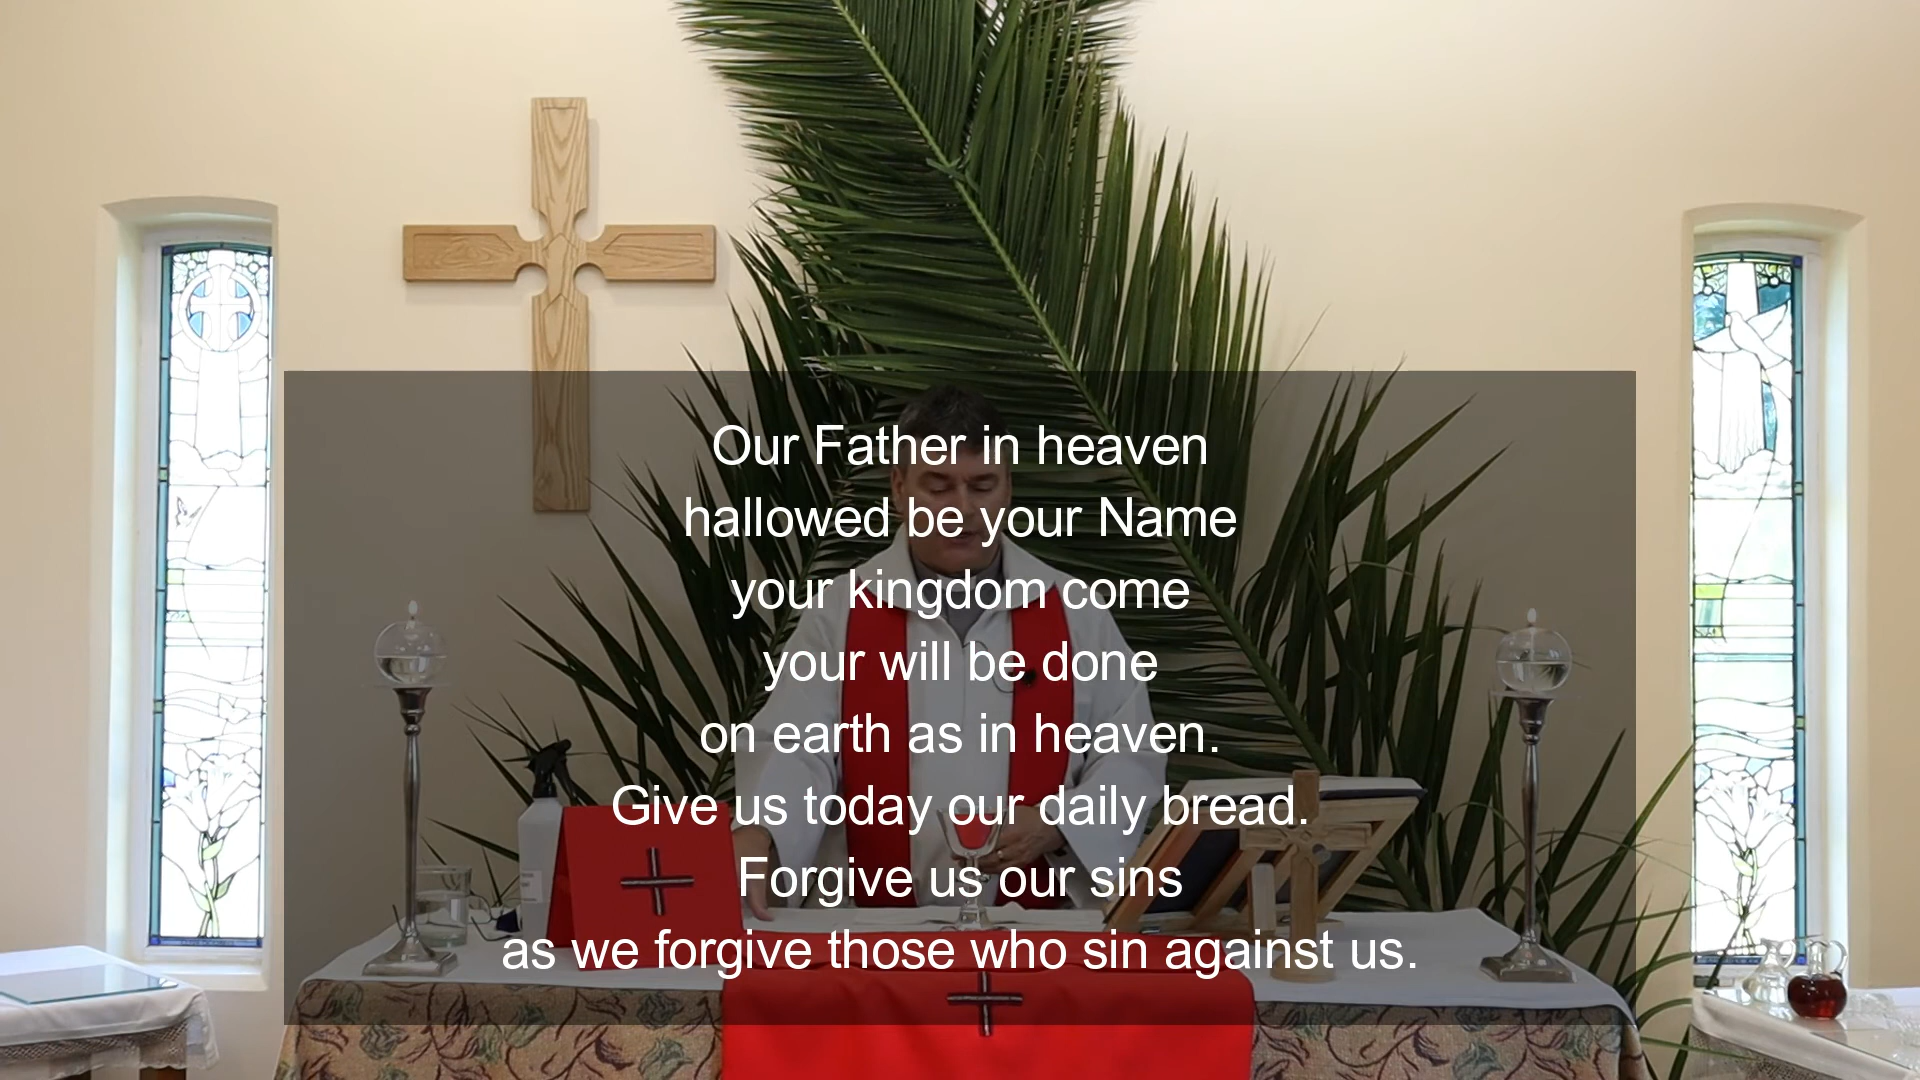 Our Father in heaven
hallowed be your Name
your kingdom come
your will be done
on earth as in heaven.
Give us today our daily bread.
Forgive us our sins
as we forgive those who sin against us.